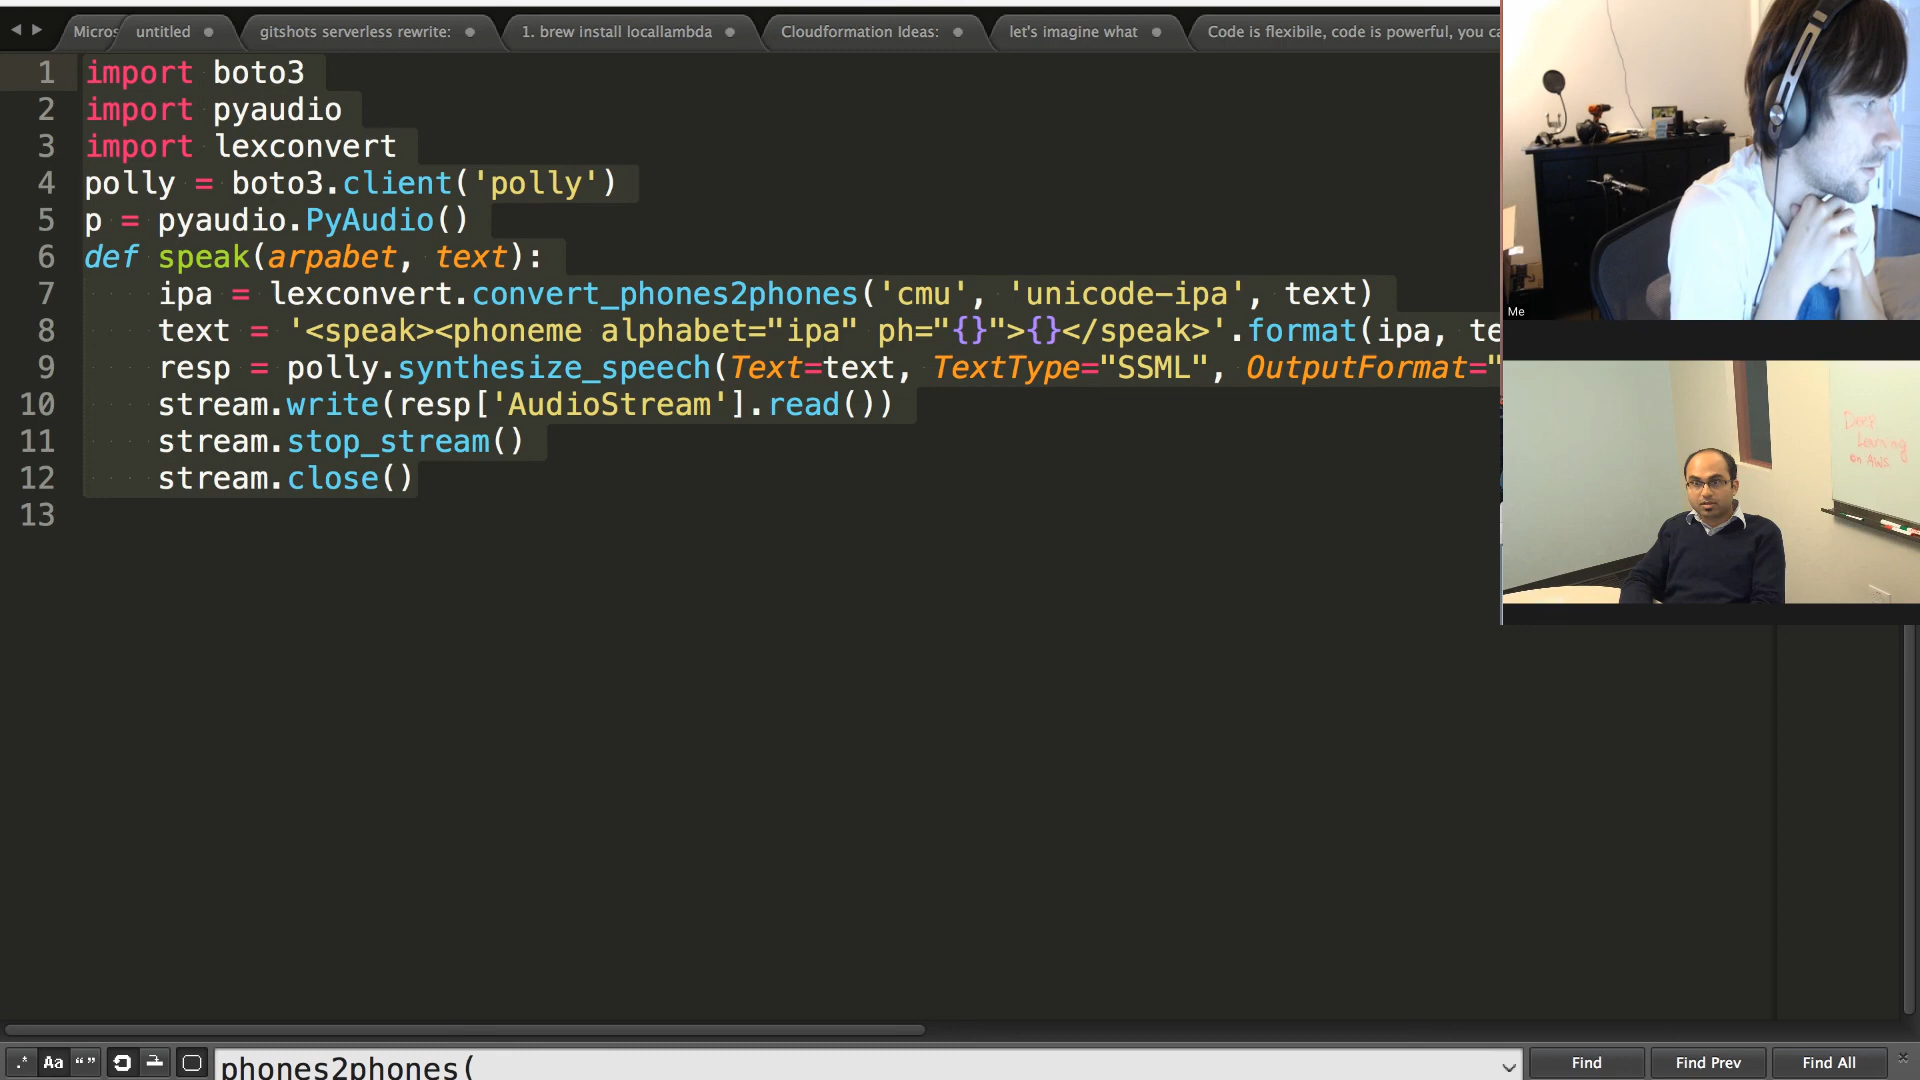 Micros
untitled
gitshots serverless rewrite:
1. brew install locallambda
Cloudformation Ideas:
let's imagine what
Code is flexibile, code is powerful, you ca
1 import boto3
2 import pyaudio
3 import lexconvert
4 polly = boto3.client('polly')
5 p = pyaudio.PyAudio()
6 def speak(arpabet, text):
7 ipa = lexconvert.convert_phones2phones('cmu', 'unicode-ipa', text)
8 text = '<speak><phoneme alphabet="ipa" ph="{}">{}</speak>'.format(ipa, te
9 resp = polly.synthesize_speech(Text=text, TextType="SSML", OutputFormat="
10 stream.write(resp['AudioStream'].read())
11 stream.stop_stream()
12 stream.close()
13
Me
Deep
Learning
on AWS
.* Aa “ ”
phones2phones(
Find
Find Prev
Find All